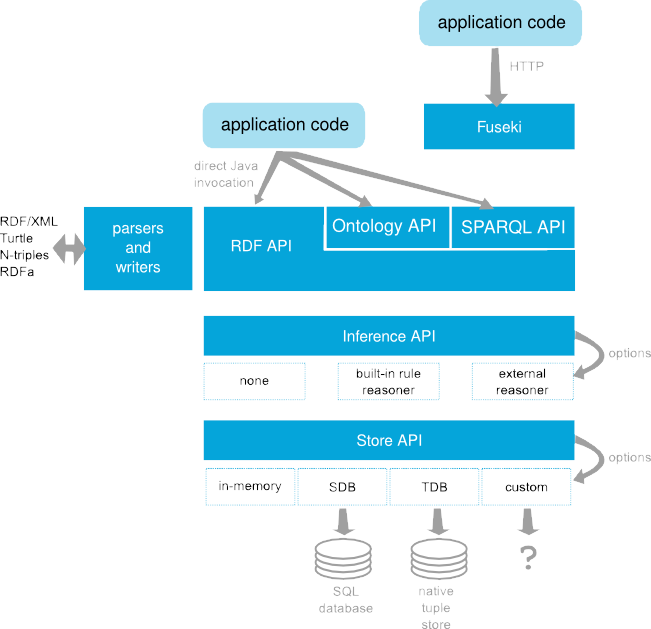 application code
HTTP
Fuseki
application code
direct Java
invocation
RDF/XML
Turtle
N-triples
RDFa
parsers
and
writers
RDF API
Ontology API
SPARQL API
Inference API
options
none
built-in rule
reasoner
external
reasoner
Store API
options
in-memory
SDB
TDB
custom
?
SQL
database
native
tuple
store